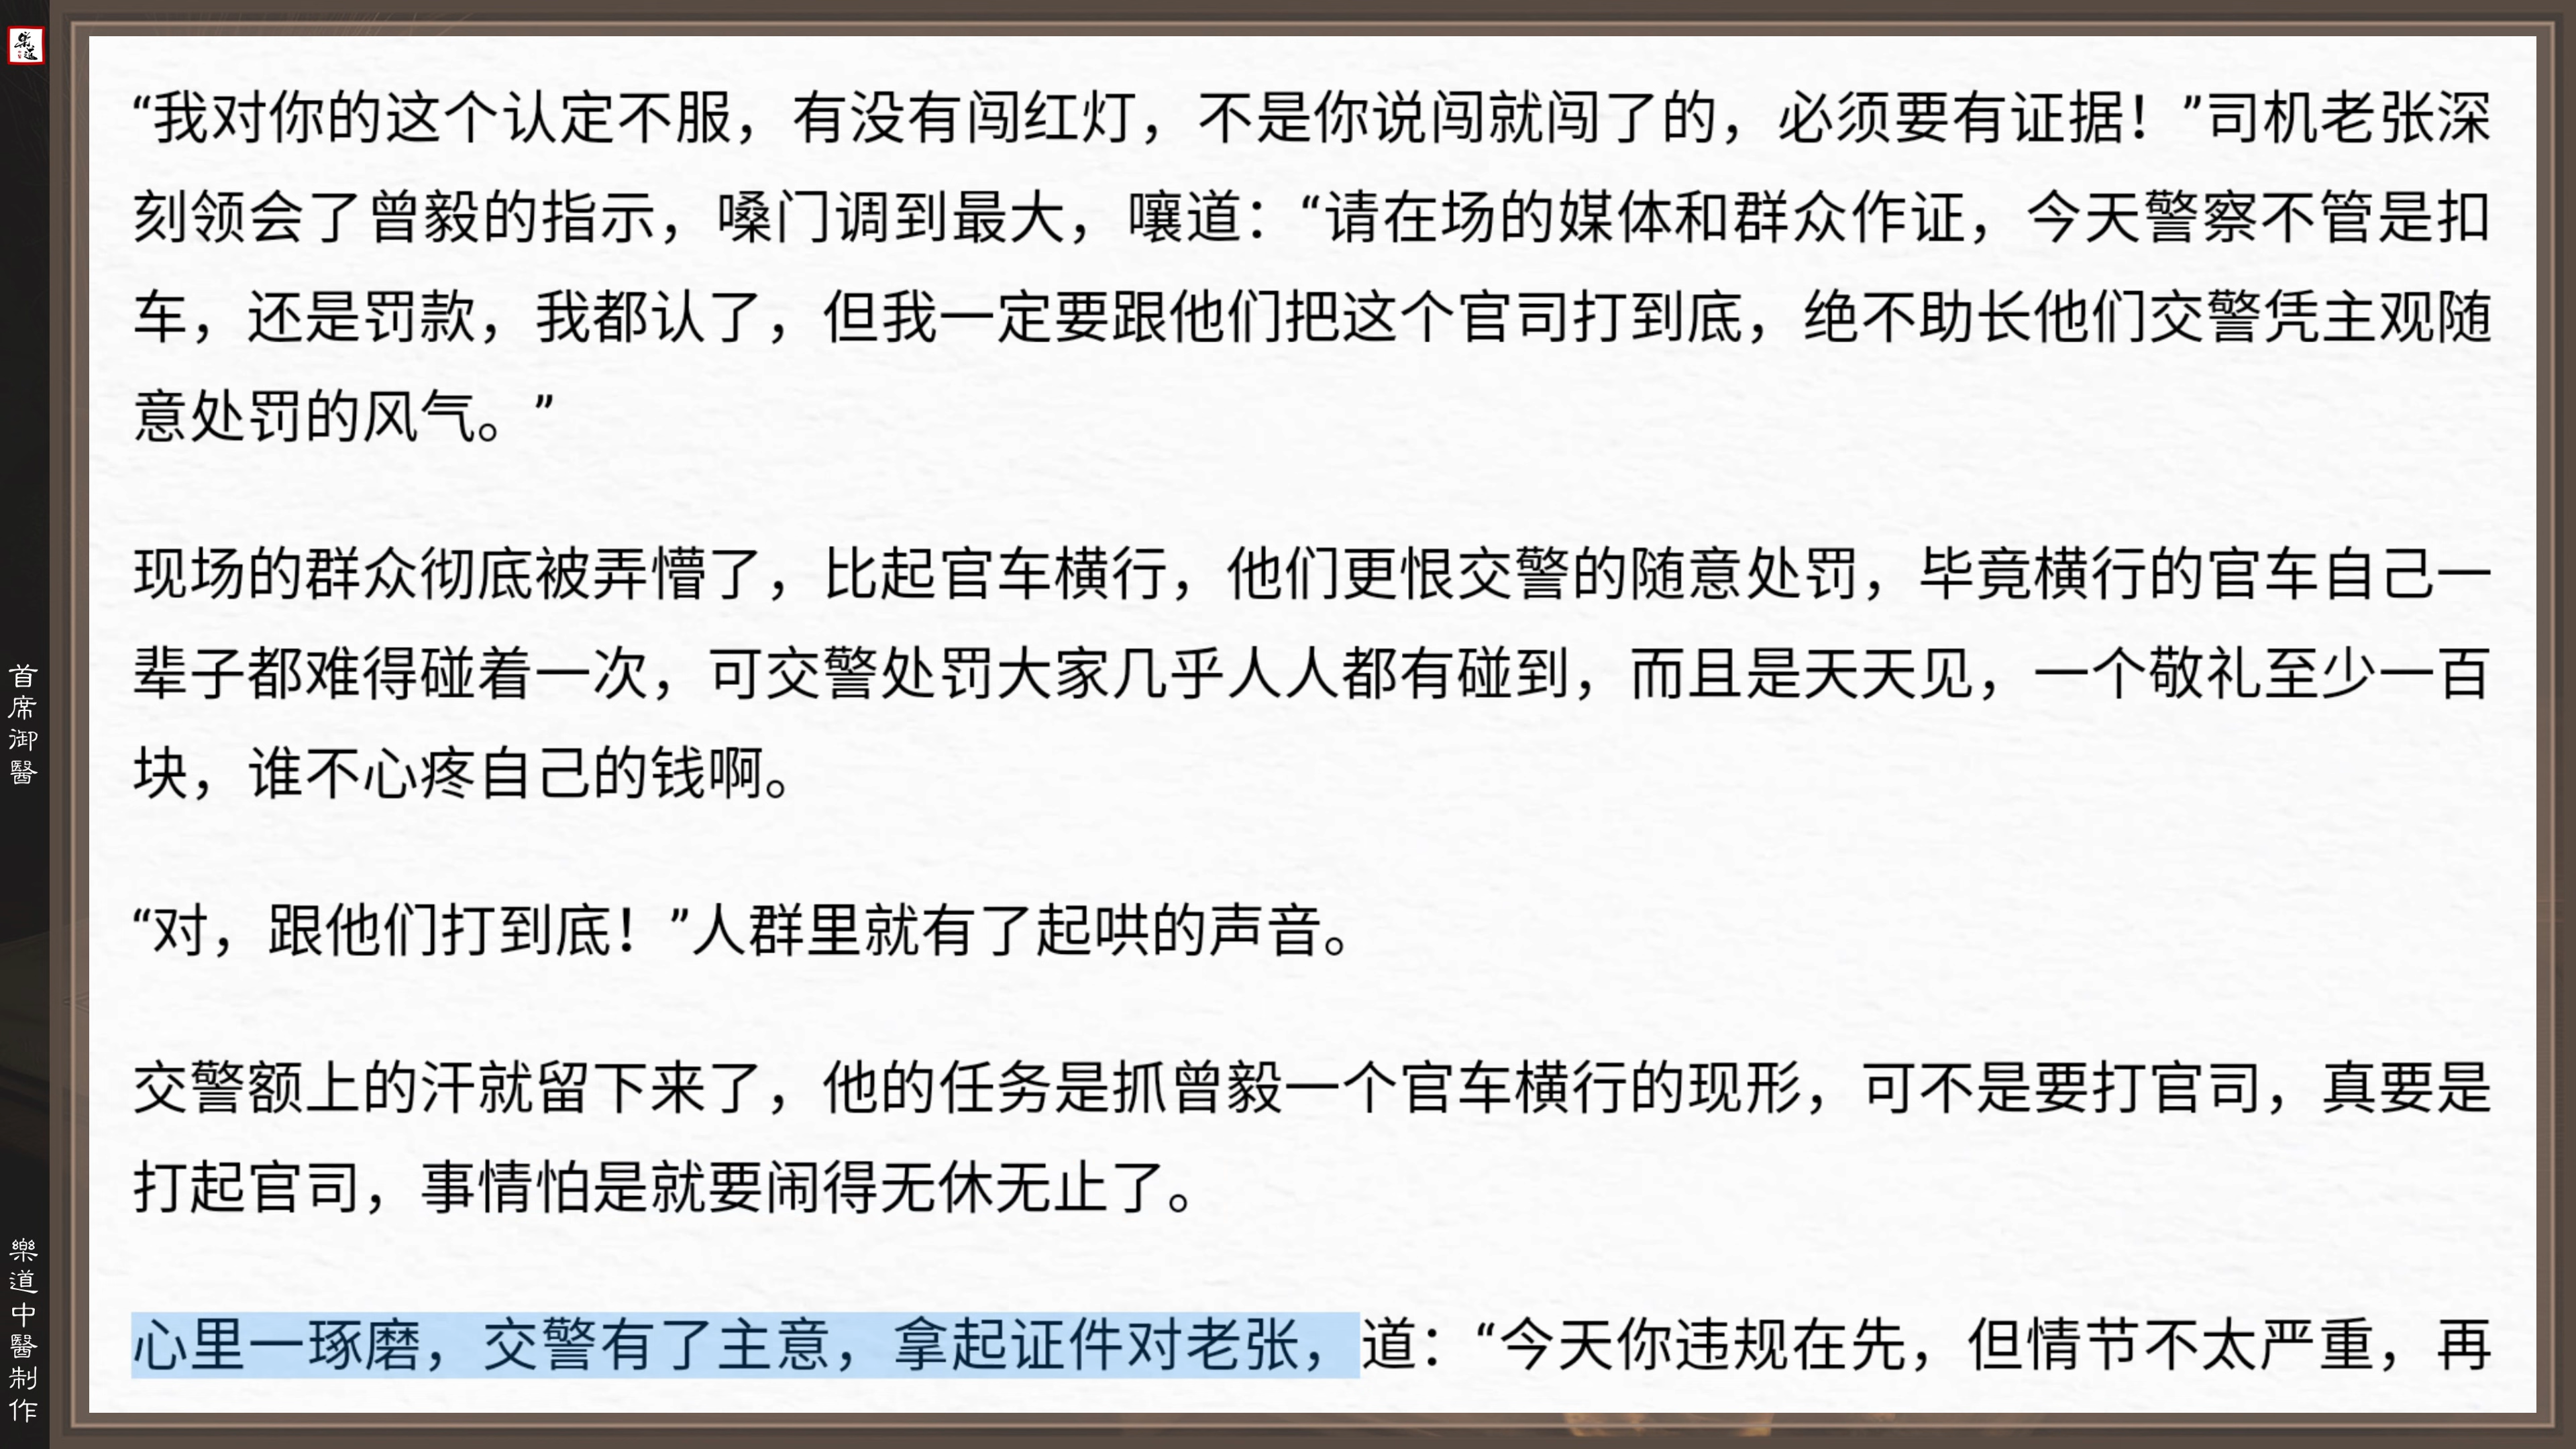 “我对你的这个认定不服，有没有闯红灯，不是你说闯就闯了的，必须要有证据！”司机老张深
刻领会了曾毅的指示，嗓门调到最大，嚷道：“请在场的媒体和群众作证，今天警察不管是扣
车，还是罚款，我都认了，但我一定要跟他们把这个官司打到底，绝不助长他们交警凭主观随
意处罚的风气。”
现场的群众彻底被弄懵了，比起官车横行，他们更恨交警的随意处罚，毕竟横行的官车自己一
辈子都难得碰着一次，可交警处罚大家几乎人人都有碰到，而且是天天见，一个敬礼至少一百
块，谁不心疼自己的钱啊。
“对，跟他们打到底！”人群里就有了起哄的声音。
交警额上的汗就留下来了，他的任务是抓曾毅一个官车横行的现形，可不是要打官司，真要是
打起官司，事情怕是就要闹得无休无止了。
心里一琢磨，交警有了主意，拿起证件对老张，道：“今天你违规在先，但情节不太严重，再
樂道
首席御醫
樂道中醫制作